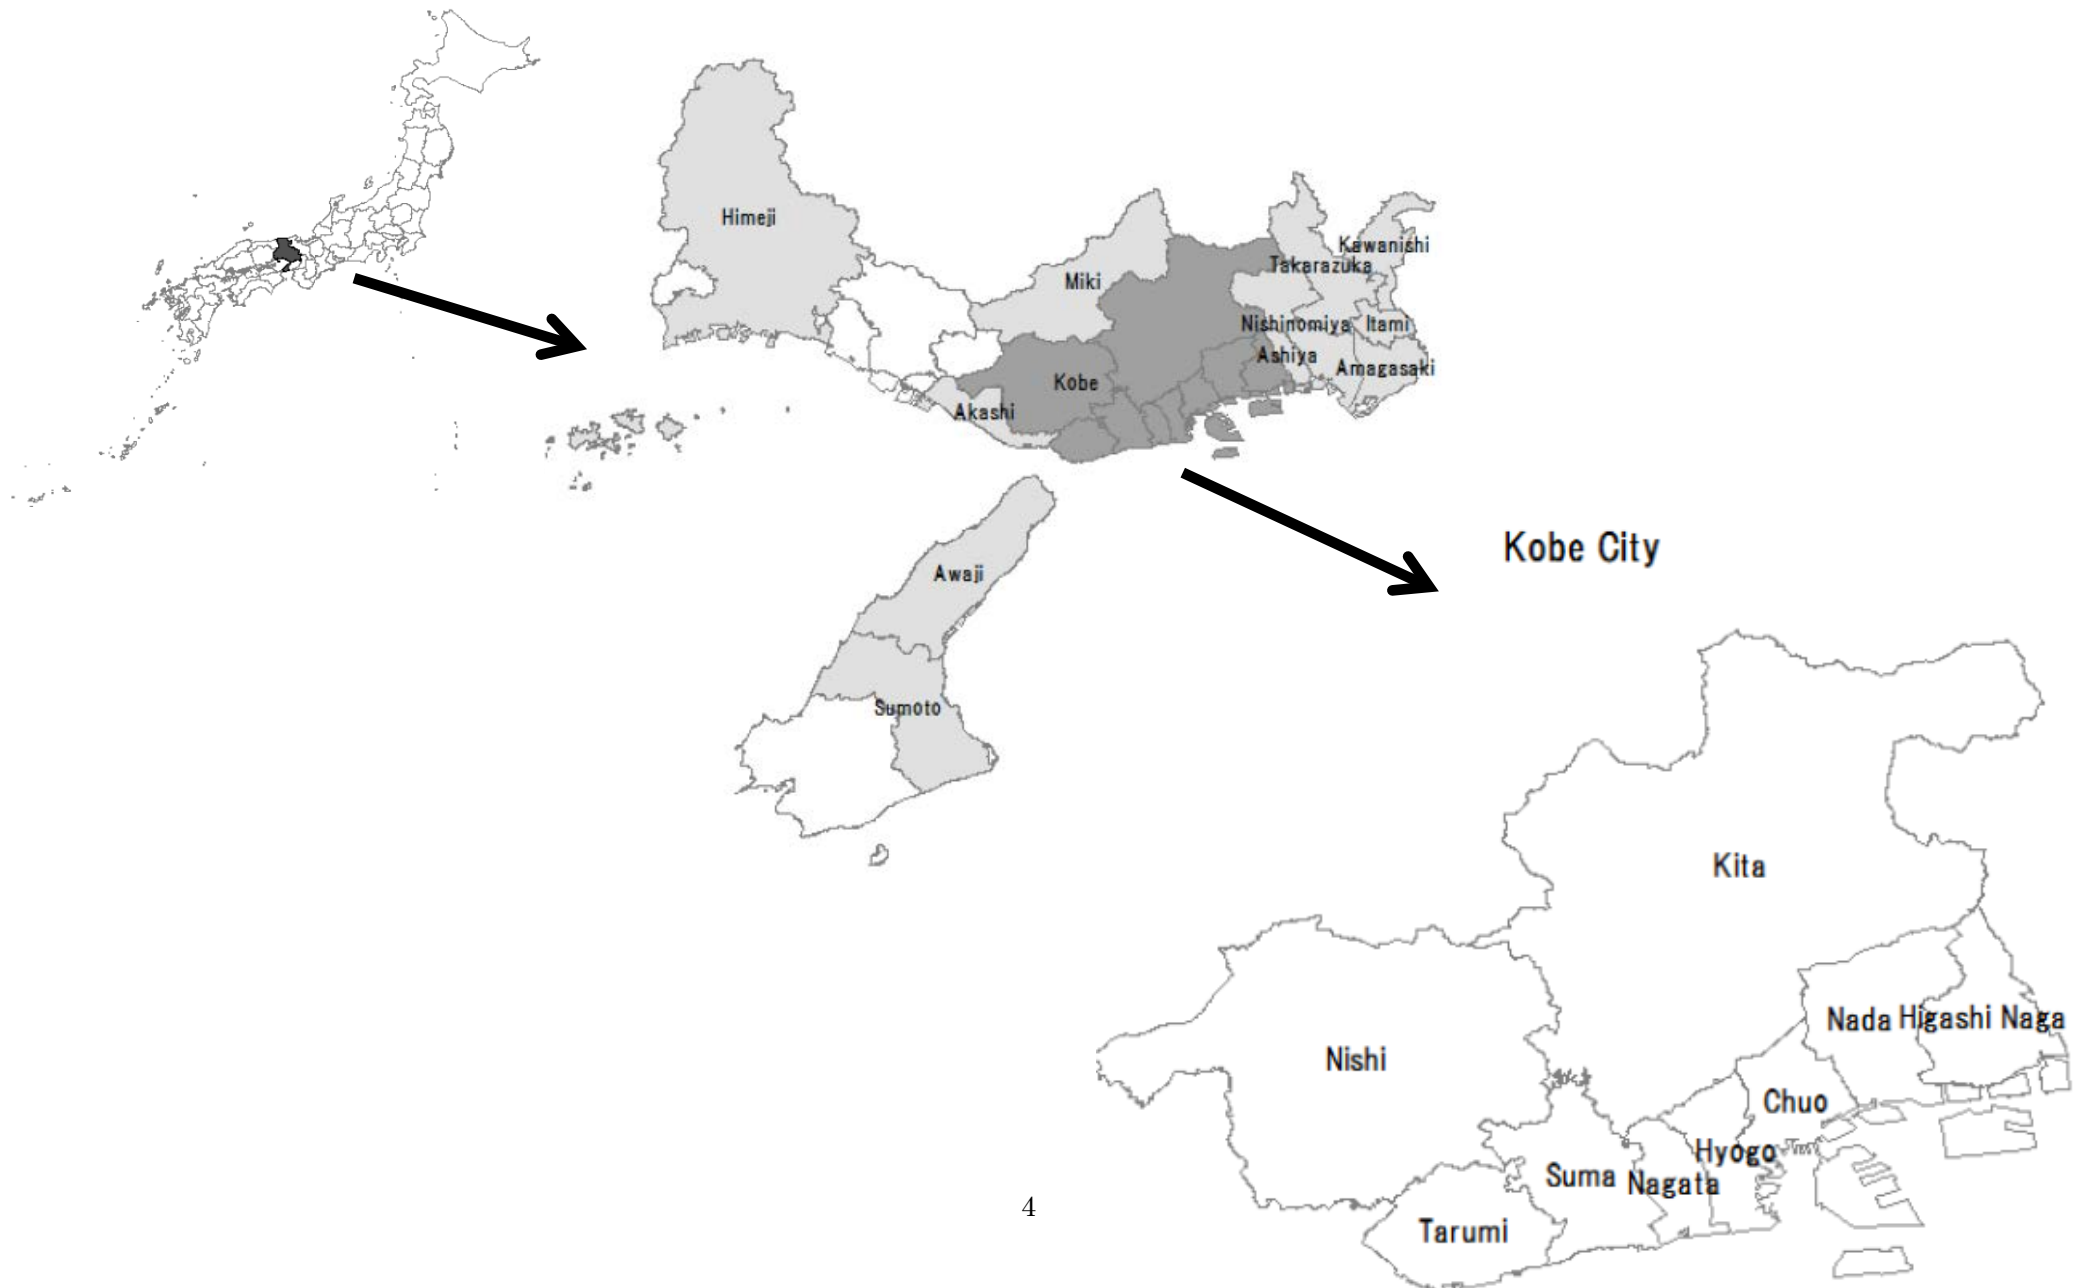 Himeji
Kawanishi
Takarazuka
Miki
Nishinomiya
Itami
Ashiya
Amagasaki
Kobe
Akashi
Kobe City
Awaji
Sumoto
Kita
Nada
Higashi Naga
Nishi
Chuo
Hyogo
Suma
Nagata
Tarumi
4